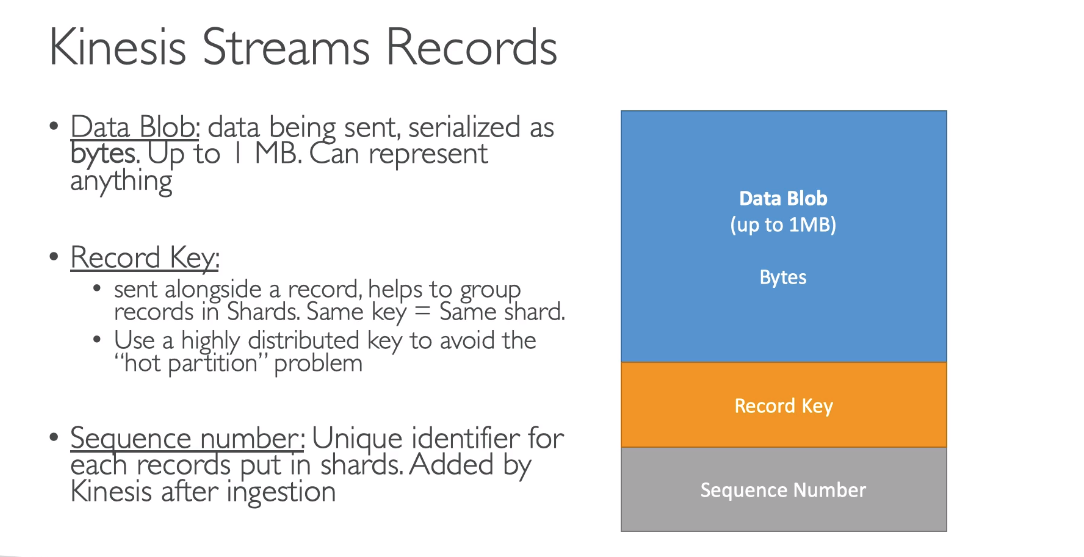 Kinesis Streams Records
• Data Blob: data being sent, serialized as
bytes. Up to 1 MB. Can represent
anything
• Record Key:
• sent alongside a record, helps to group
records in Shards. Same key = Same shard.
• Use a highly distributed key to avoid the
“hot partition” problem
• Sequence number: Unique identifier for
each records put in shards. Added by
Kinesis after ingestion
Data Blob
(up to 1MB)
Bytes
Record Key
Sequence Number